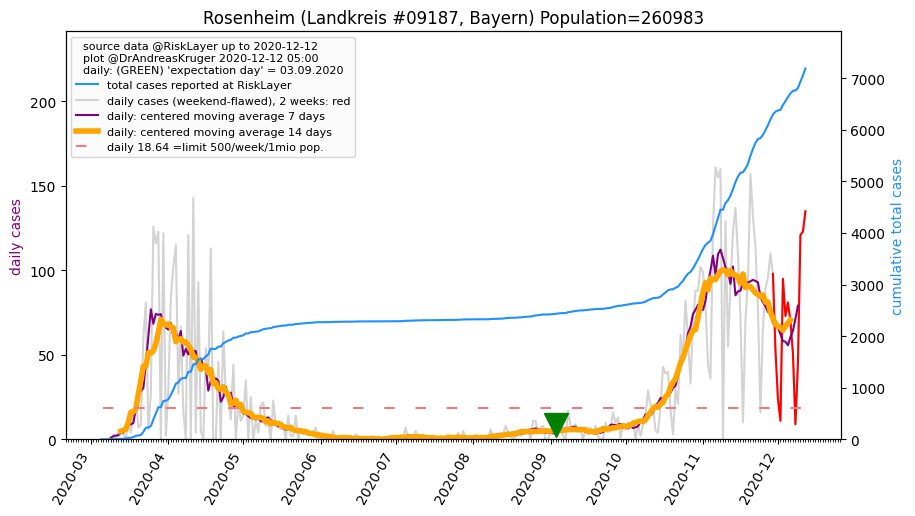 Rosenheim (Landkreis #09187, Bayern) Population=260983
source data @RiskLayer up to 2020-12-12
plot @DrAndreasKruger 2020-12-12 05:00
daily: (GREEN) 'expectation day' = 03.09.2020
total cases reported at RiskLayer
daily cases (weekend-flawed), 2 weeks: red
daily: centered moving average 7 days
daily: centered moving average 14 days
daily 18.64 =limit 500/week/1mio pop.
daily cases
200
150
100
50
0
7000
6000
5000
4000
3000
2000
1000
0
cumulative total cases
2020-03
2020-04
2020-05
2020-06
2020-07
2020-08
2020-09
2020-10
2020-11
2020-12